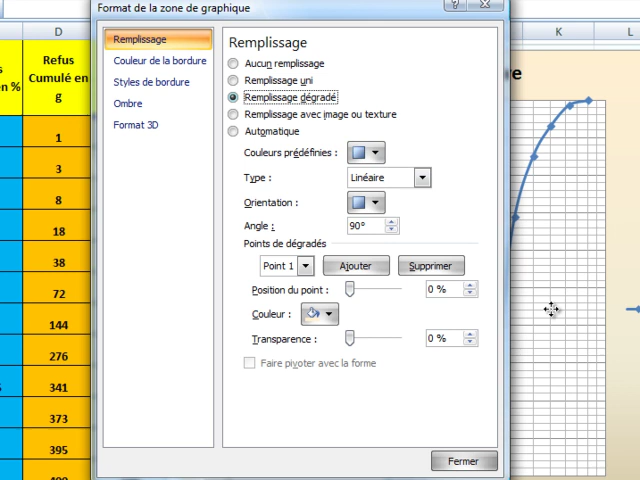 Format de la zone de graphique
Remplissage
Couleur de la bordure
Styles de bordure
Ombre
Format 3D
Remplissage
Aucun remplissage
Remplissage uni
Remplissage dégradé
Remplissage avec image ou texture
Automatique
Couleurs prédéfinies :
Type : Linéaire
Orientation :
Angle : 90°
Points de dégradés
Point 1 Ajouter Supprimer
Position du point : 0 %
Couleur :
Transparence : 0 %
Faire pivoter avec la forme
Fermer
D
Refus
Cumulé en
g
en %
1
3
8
18
38
72
144
276
341
373
395
K
L
e